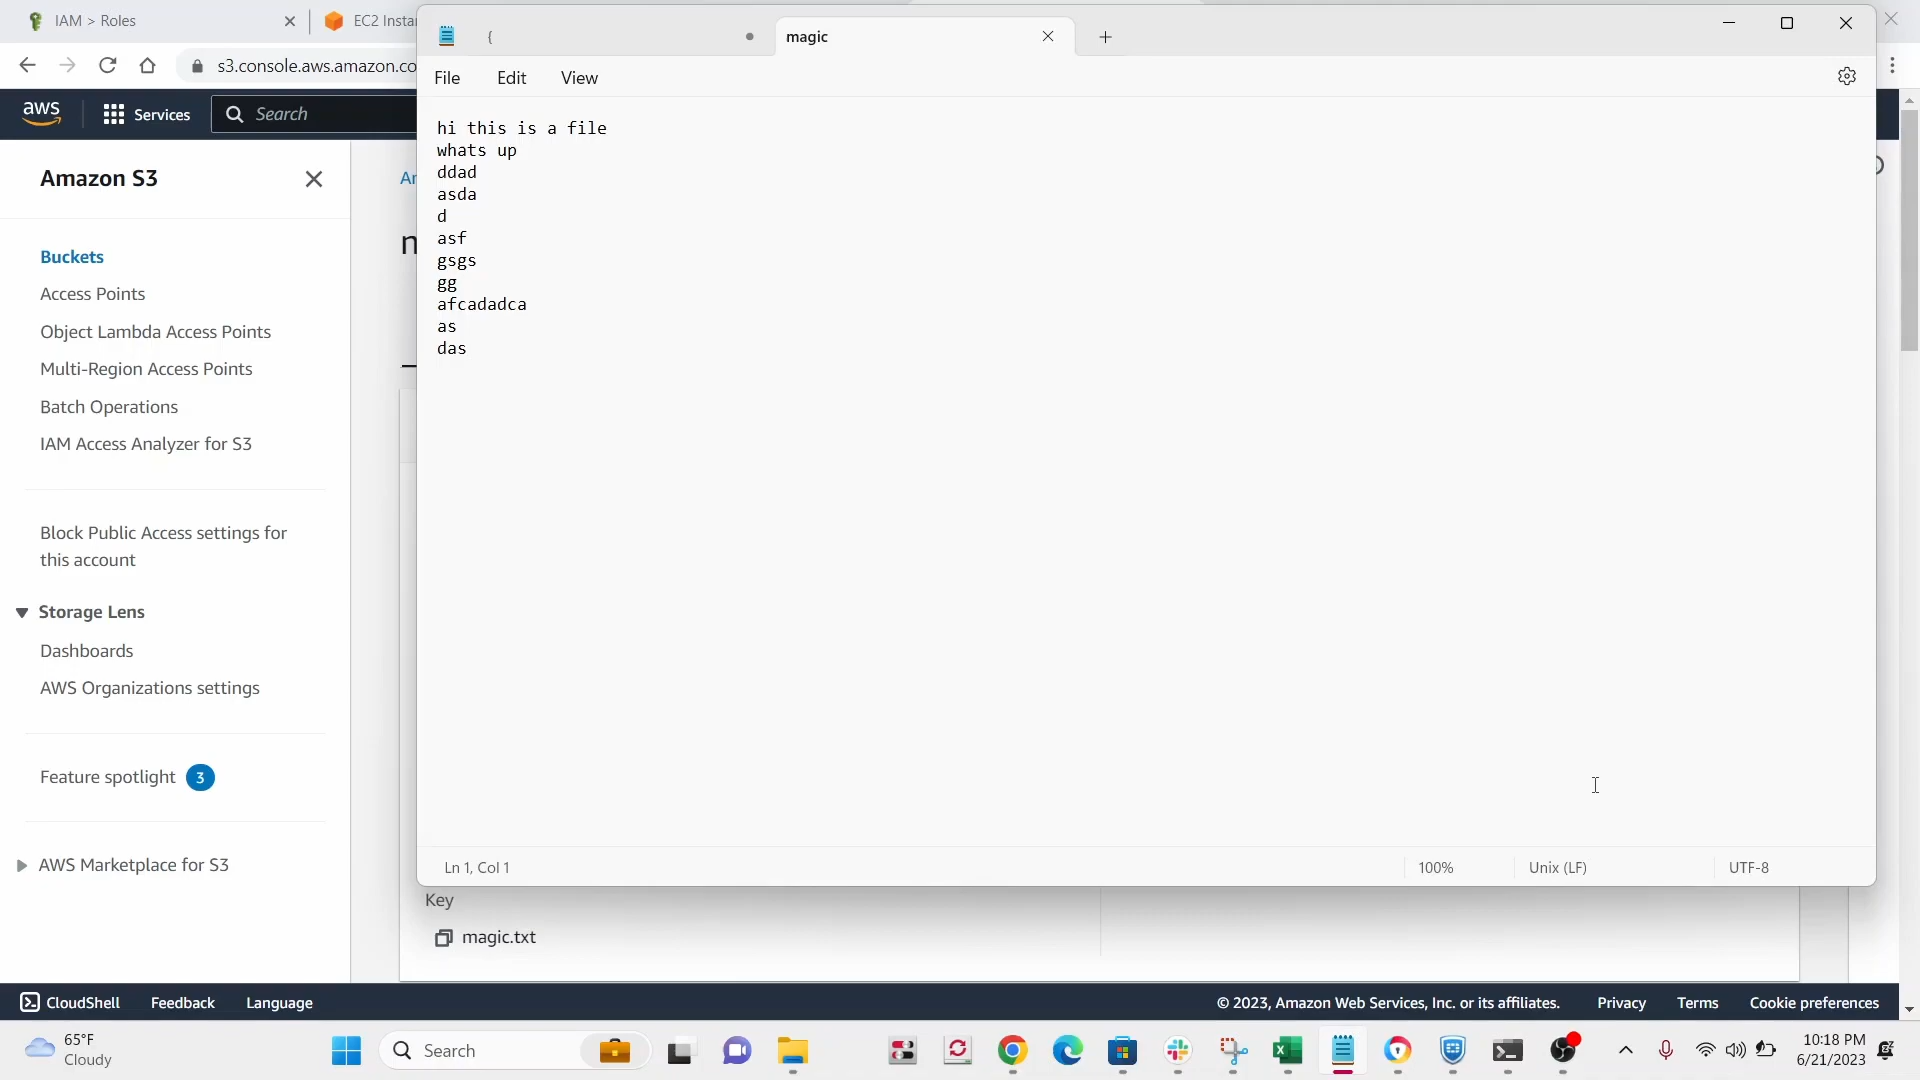 IAM > Roles
EC2 Insta
{
magic
s3.console.aws.amazon.co
File
Edit
View
aws
Services
Search
hi this is a file
whats up
ddad
asda
d
asf
gsgs
gg
afcadadca
as
das
Amazon S3
Buckets
Access Points
Object Lambda Access Points
Multi-Region Access Points
Batch Operations
IAM Access Analyzer for S3
Block Public Access settings for
this account
Storage Lens
Dashboards
AWS Organizations settings
Feature spotlight 3
AWS Marketplace for S3
Ln 1, Col 1
100%
Unix (LF)
UTF-8
Key
magic.txt
CloudShell
Feedback
Language
© 2023, Amazon Web Services, Inc. or its affiliates.
Privacy
Terms
Cookie preferences
65°F
Cloudy
Search
10:18 PM
6/21/2023